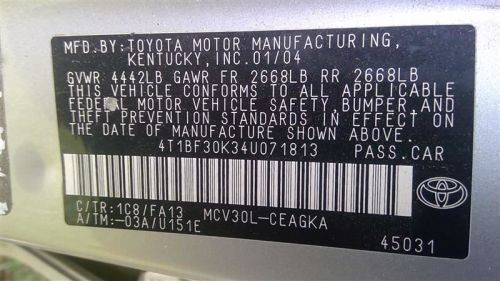 MFD.BY: TOYOTA MOTOR MANUFACTURING,
KENTUCKY, INC. 01/04
GVWR 4442LB GAWR FR 2668LB RR 2668LB
THIS VEHICLE CONFORMS TO ALL APPLICABLE
FEDERAL MOTOR VEHICLE SAFETY, BUMPER, AND
THEFT PREVENTION STANDARDS IN EFFECT ON
THE DATE OF MANUFACTURE SHOWN ABOVE.
4T1BF30K34U071813 PASS.CAR
C/TR:1C8/FA13 MCV30L-CEAGKA
A/TM:-03A/U151E
TOYOTA
45031